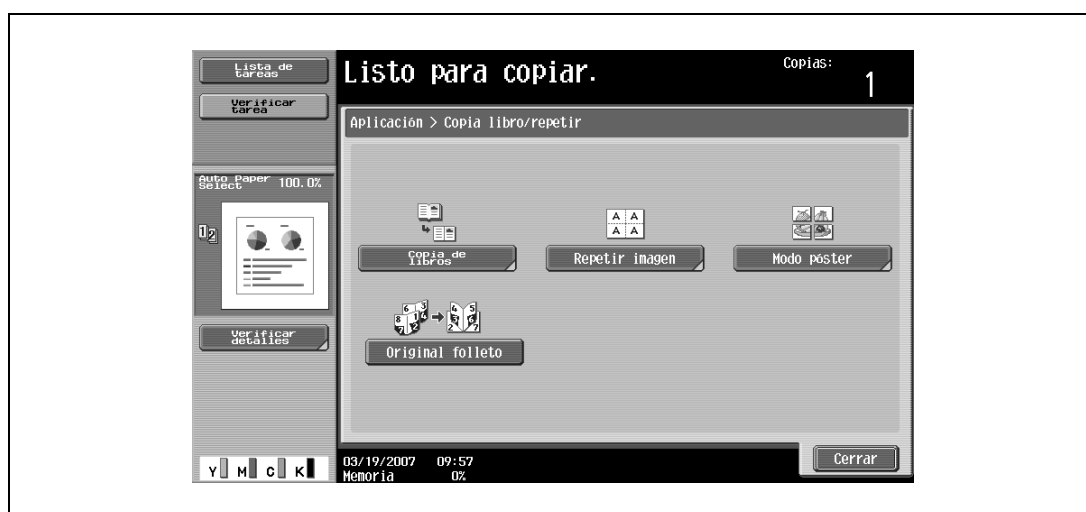 Lista de
tareas
Verificar
tarea
Listo para copiar.
Copias:
1
Aplicación > Copia libro/repetir
Auto Paper
Select
100.0%
1 2
Copia de
libros
A A
A A
Repetir imagen
Modo póster
Verificar
detalles
Original folleto
Y M C K
03/19/2007 09:57
Memoria 0%
Cerrar